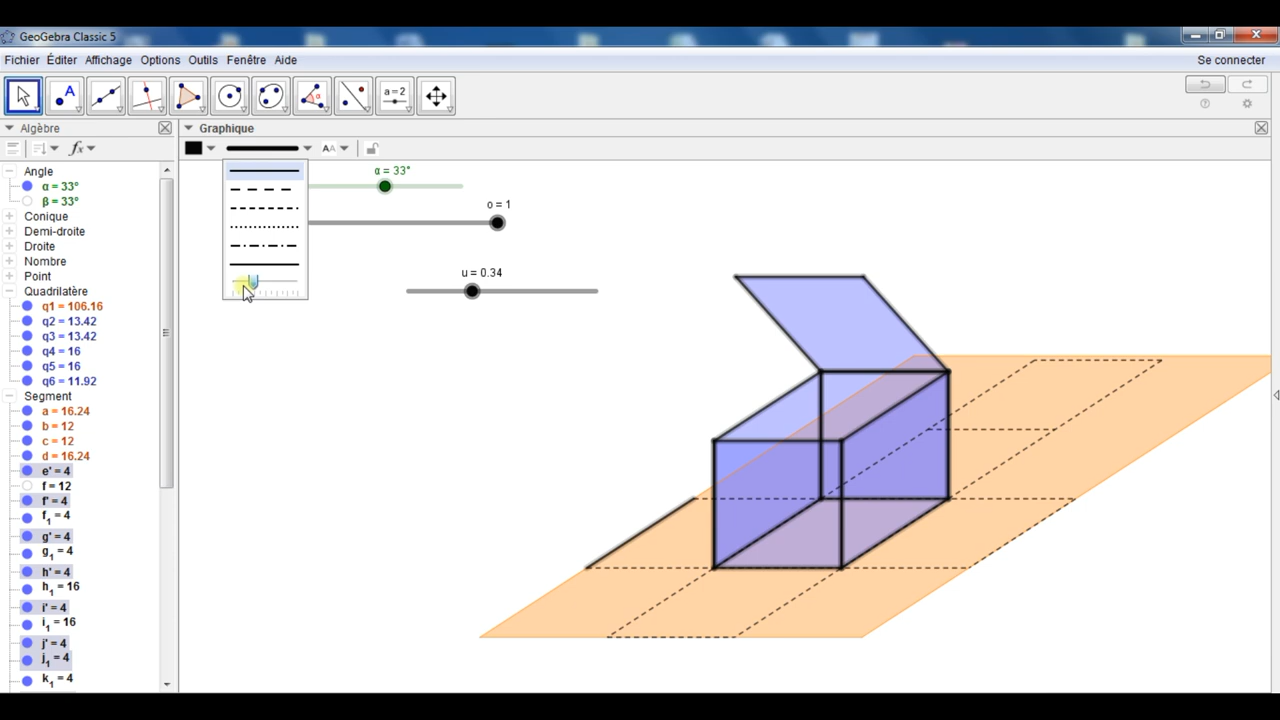 GeoGebra Classic 5
Fichier Éditer Affichage Options Outils Fenêtre Aide Se connecter
A a = 2
Algèbre Graphique
fx AA
Angle
α = 33°
β = 33°
Conique
Demi-droite
Droite
Nombre
Point
Quadrilatère
q1 = 106.16
q2 = 13.42
q3 = 13.42
q4 = 16
q5 = 16
q6 = 11.92
Segment
a = 16.24
b = 12
c = 12
d = 16.24
e' = 4
f = 12
f' = 4
f₁ = 4
g' = 4
g₁ = 4
h' = 4
h₁ = 16
i' = 4
i₁ = 16
j' = 4
j₁ = 4
k₁ = 4
α = 33°
o = 1
u = 0.34